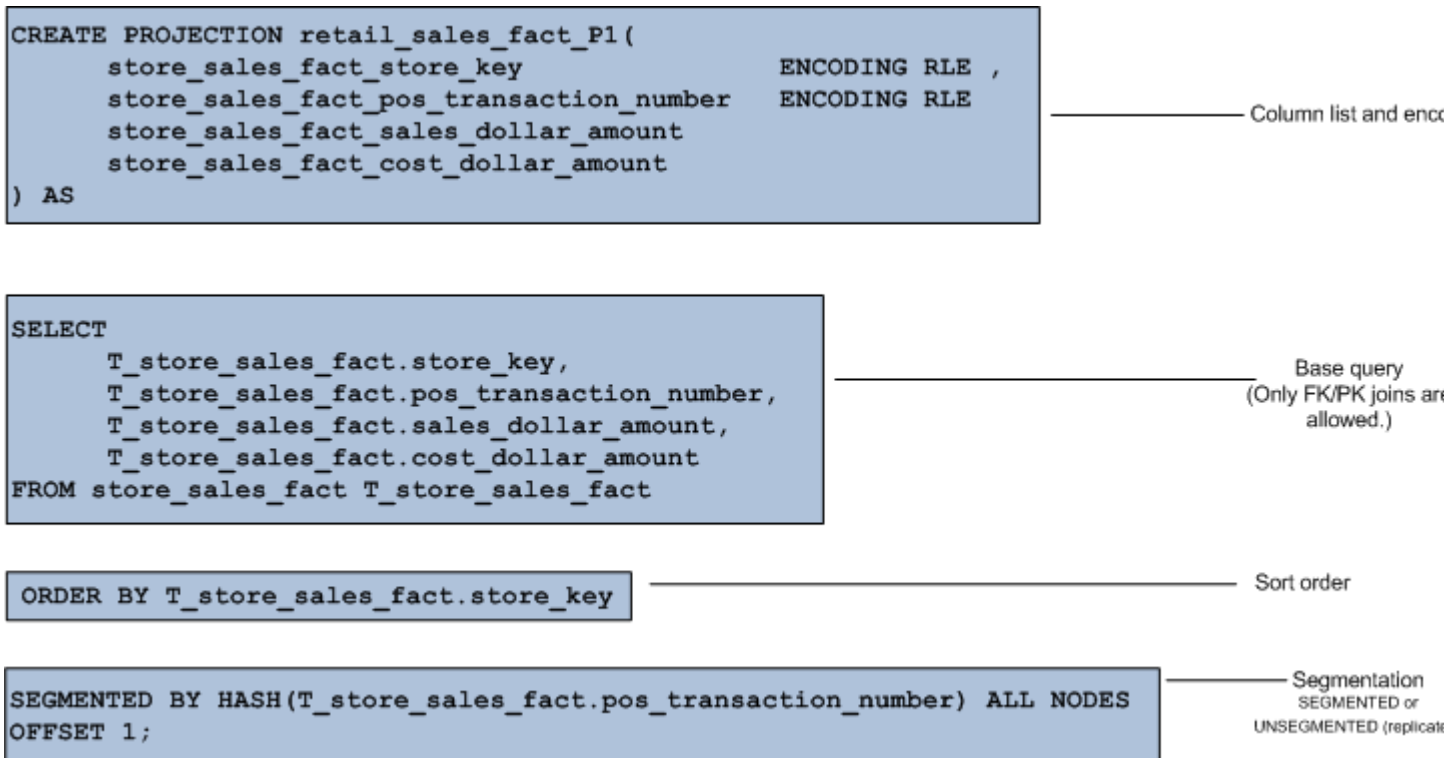 CREATE PROJECTION retail_sales_fact_P1(
store_sales_fact_store_key ENCODING RLE ,
store_sales_fact_pos_transaction_number ENCODING RLE
store_sales_fact_sales_dollar_amount
store_sales_fact_cost_dollar_amount
) AS
Column list and enco
SELECT
T_store_sales_fact.store_key,
T_store_sales_fact.pos_transaction_number,
T_store_sales_fact.sales_dollar_amount,
T_store_sales_fact.cost_dollar_amount
FROM store_sales_fact T_store_sales_fact
Base query
(Only FK/PK joins are
allowed.)
ORDER BY T_store_sales_fact.store_key
Sort order
SEGMENTED BY HASH(T_store_sales_fact.pos_transaction_number) ALL NODES
OFFSET 1;
Segmentation
SEGMENTED or
UNSEGMENTED (replicate